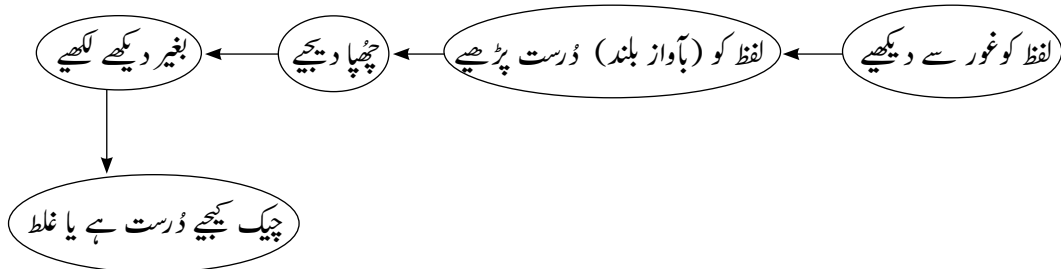 لفظ کو غور سے دیکھیے
لفظ کو (بآواز بلند) دُرست پڑھیے
چھُپا دیجیے
بغیر دیکھے لکھیے
چیک کیجیے دُرست ہے یا غلط